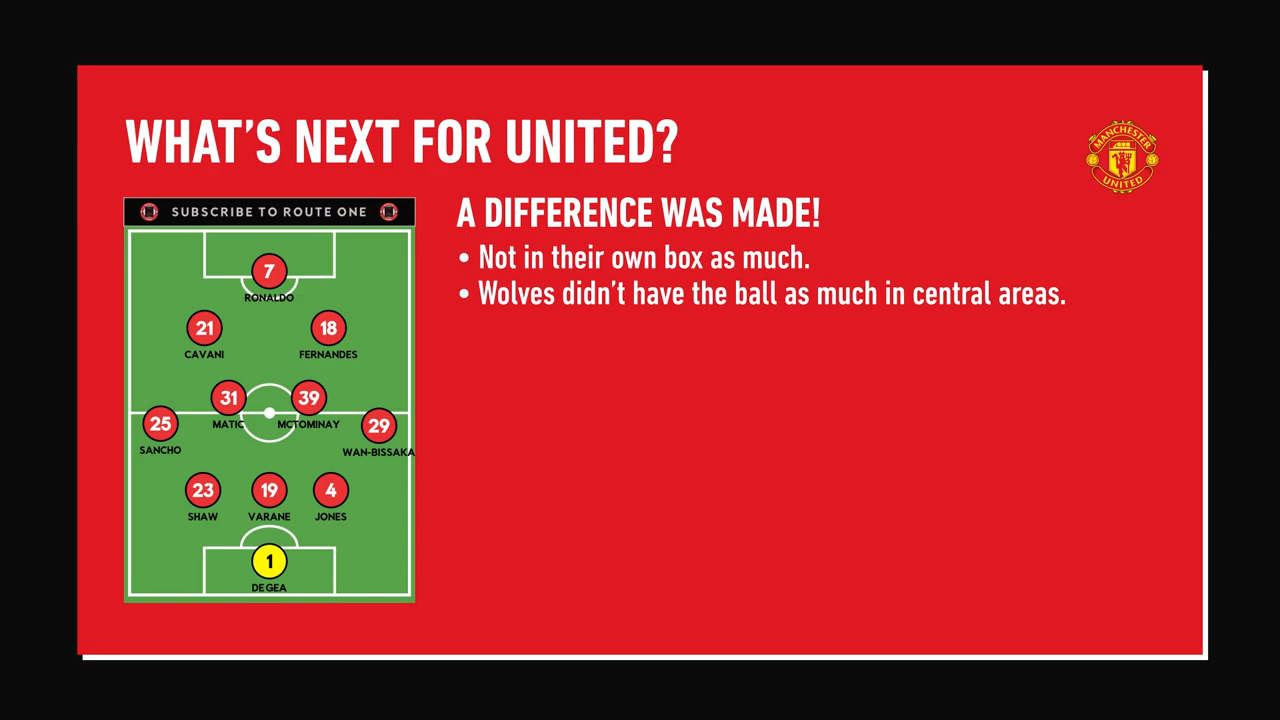 WHAT'S NEXT FOR UNITED?
MANCHESTER
UNITED
SUBSCRIBE TO ROUTE ONE
7
RONALDO
21
CAVANI
18
FERNANDES
31
MATIC
39
MCTOMINAY
25
SANCHO
29
WAN-BISSAKA
23
SHAW
19
VARANE
4
JONES
1
DE GEA
A DIFFERENCE WAS MADE!
• Not in their own box as much.
• Wolves didn't have the ball as much in central areas.